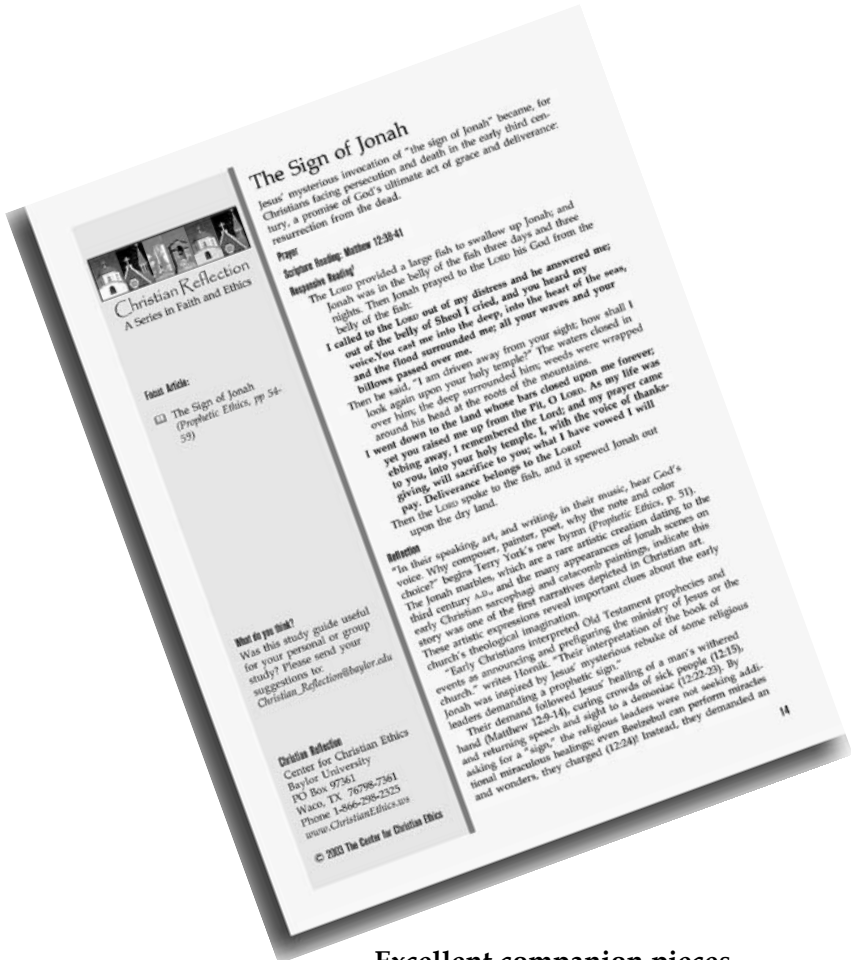 The Sign of Jonah
Jesus' mysterious invocation of "the sign of Jonah" became, for
Christians facing persecution and death in the early third cen-
tury, a promise of God's ultimate act of grace and deliverance:
resurrection from the dead.
Prayer
Scripture Reading: Matthew 12:38-41
Responsive Reading¹
The LORD provided a large fish to swallow up Jonah; and
Jonah was in the belly of the fish three days and three
nights. Then Jonah prayed to the LORD his God from the
belly of the fish:
I called to the LORD out of my distress and he answered me;
out of the belly of Sheol I cried, and you heard my
voice. You cast me into the deep, into the heart of the seas,
and the flood surrounded me; all your waves and your
billows passed over me.
Then he said, "I am driven away from your sight; how shall I
look again upon your holy temple?" The waters closed in
over him; the deep surrounded him; weeds were wrapped
around his head at the roots of the mountains.
I went down to the land whose bars closed upon me forever;
yet you raised me up from the Pit, O LORD. As my life was
ebbing away, I remembered the Lord; and my prayer came
to you, into your holy temple. I, with the voice of thanks-
giving, will sacrifice to you; what I have vowed I will
pay. Deliverance belongs to the LORD!
Then the LORD spoke to the fish, and it spewed Jonah out
upon the dry land.
Reflection
"In their speaking, art, and writing, in their music, hear God's
voice. Why composer, painter, poet, why the note and color
choice?" begins Terry York's new hymn (Prophetic Ethics, p. 51).
The Jonah marbles, which are a rare artistic creation dating to the
third century A.D., and the many appearances of Jonah scenes on
early Christian sarcophagi and catacomb paintings, indicate this
story was one of the first narratives depicted in Christian art.
These artistic expressions reveal important clues about the early
church's theological imagination.
"Early Christians interpreted Old Testament prophecies and
events as announcing and prefiguring the ministry of Jesus or the
church," writes Hornik. "Their interpretation of the book of
Jonah was inspired by Jesus' mysterious rebuke of some religious
leaders demanding a prophetic sign."
Their demand followed Jesus' healing of a man's withered
hand (Matthew 12:9-14), curing crowds of sick people (12:15),
and returning speech and sight to a demoniac (12:22-23). By
asking for a "sign," the religious leaders were not seeking addi-
tional miraculous healings; even Beelzebul can perform miracles
and wonders, they charged (12:24)! Instead, they demanded an
14
Christian Reflection
A Series in Faith and Ethics
Focus Article:
The Sign of Jonah
(Prophetic Ethics, pp 54-
59)
What do you think?
Was this study guide useful
for your personal or group
study? Please send your
suggestions to:
Christian_Reflection@baylor.edu
Christian Reflection
Center for Christian Ethics
Baylor University
PO Box 97361
Waco, TX 76798-7361
Phone 1-866-298-2325
www.ChristianEthics.ws
© 2003 The Center for Christian Ethics
Excellent companion pieces